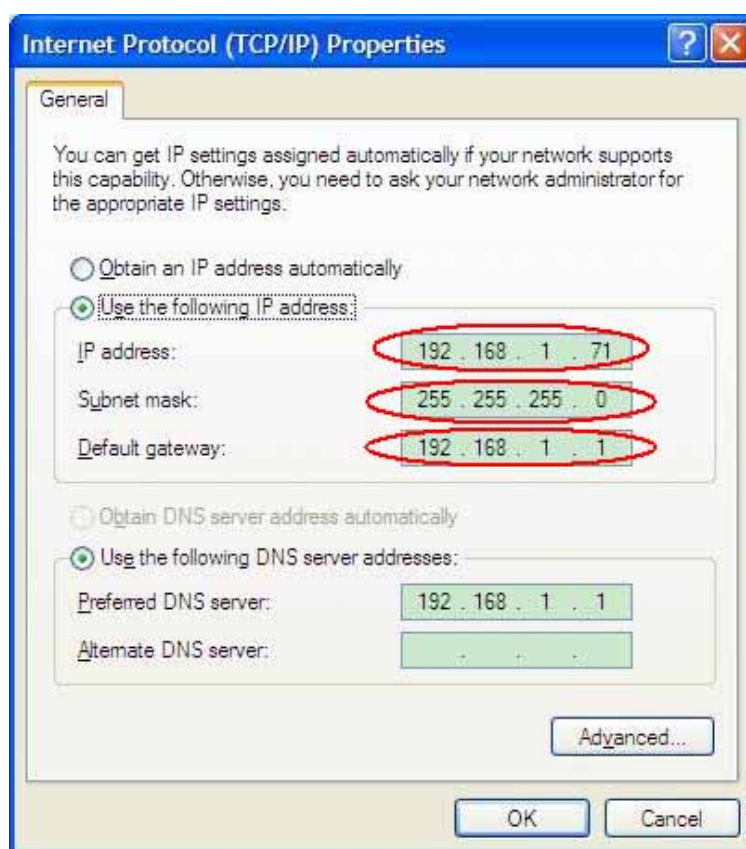 Internet Protocol (TCP/IP) Properties
General
You can get IP settings assigned automatically if your network supports
this capability. Otherwise, you need to ask your network administrator for
the appropriate IP settings.
Obtain an IP address automatically
Use the following IP address:
IP address: 192 . 168 . 1 . 71
Subnet mask: 255 . 255 . 255 . 0
Default gateway: 192 . 168 . 1 . 1
Obtain DNS server address automatically
Use the following DNS server addresses:
Preferred DNS server: 192 . 168 . 1 . 1
Alternate DNS server: . . .
Advanced...
OK Cancel